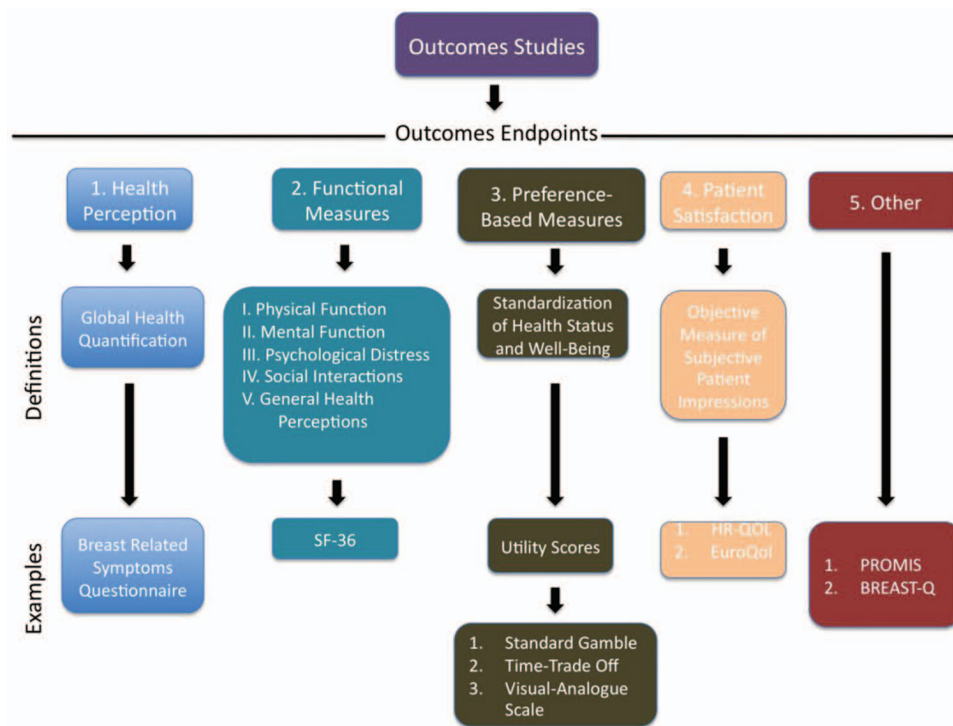 Outcomes Studies
Outcomes Endpoints
1. Health
Perception
2. Functional
Measures
3. Preference-
Based Measures
4. Patient
Satisfaction
5. Other
Definitions
Global Health
Quantification
I. Physical Function
II. Mental Function
III. Psychological Distress
IV. Social Interactions
V. General Health
Perceptions
Standardization
of Health Status
and Well-Being
Objective
Measure of
Subjective
Patient
Impressions
Examples
Breast Related
Symptoms
Questionnaire
SF-36
Utility Scores
1. HR-QOL
2. EuroQol
1. PROMIS
2. BREAST-Q
1. Standard Gamble
2. Time-Trade Off
3. Visual-Analogue
Scale